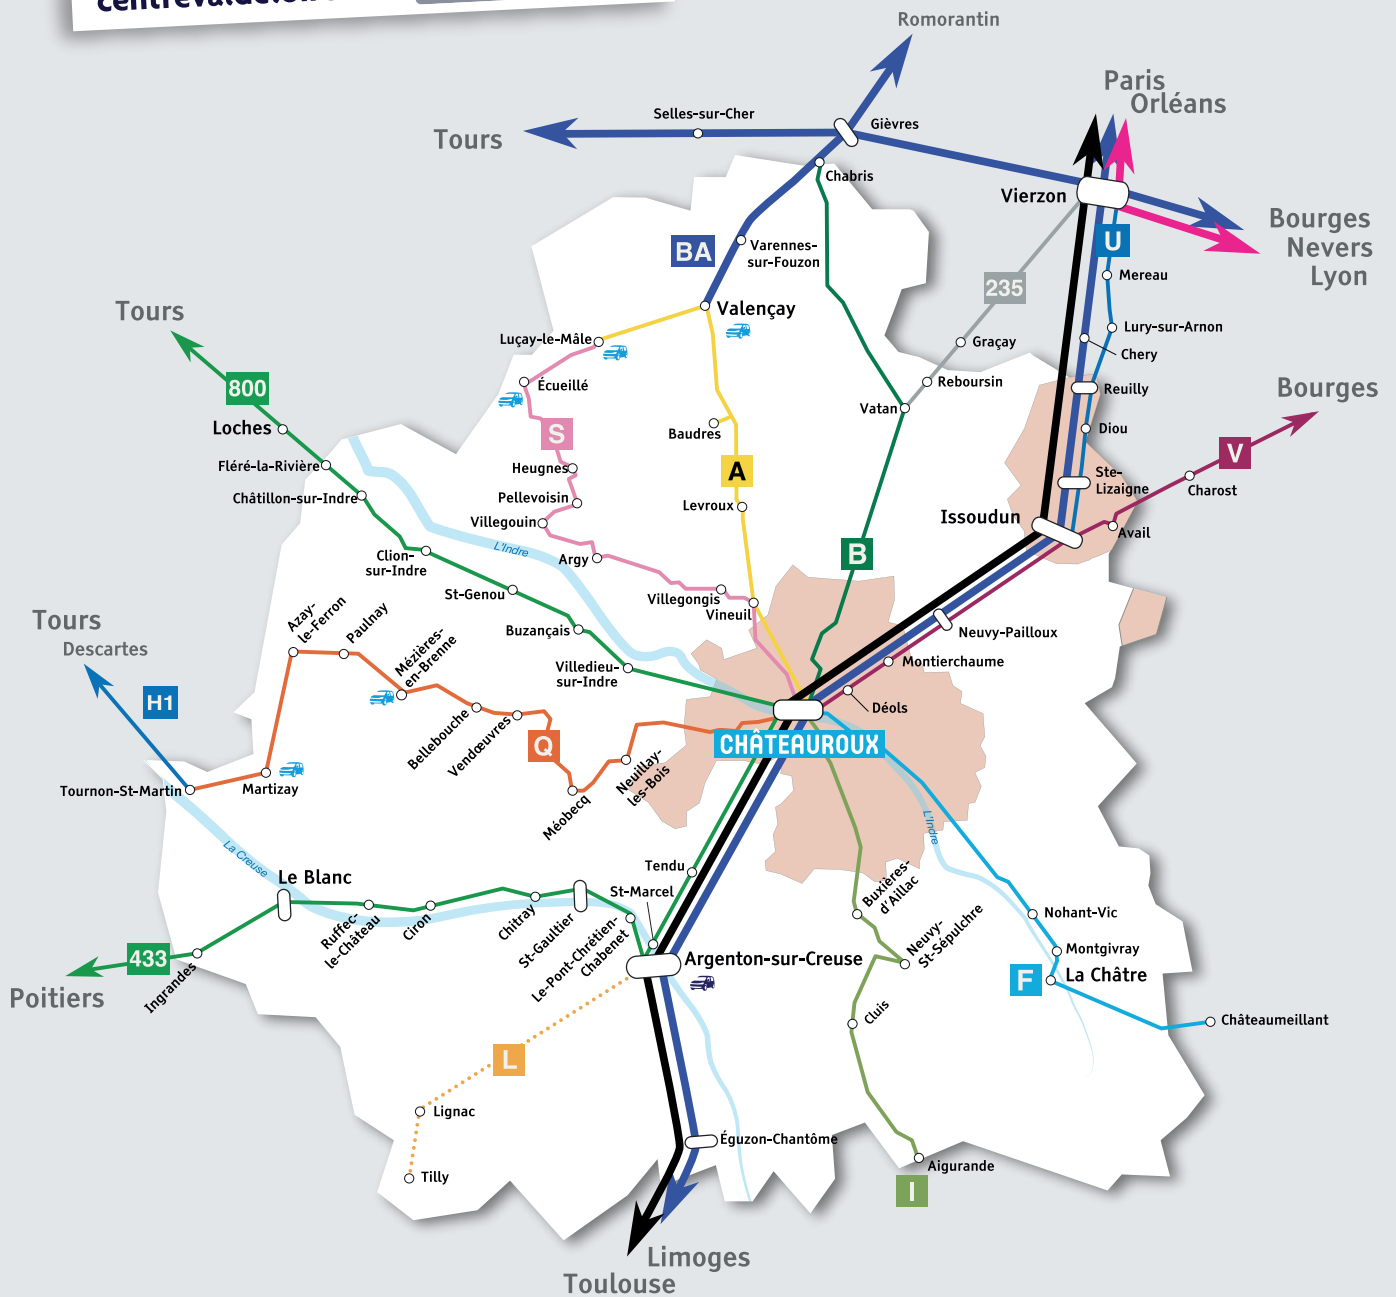 Romorantin
Paris
Orléans
Selles-sur-Cher
Gièvres
Tours
Chabris
Vierzon
Bourges
Nevers
Lyon
U
BA
Varennes-
sur-Fouzon
Mereau
235
Valençay
Tours
Luçay-le-Mâle
Graçay
Lury-sur-Arnon
Chery
800
Écueillé
Reboursin
Reuilly
Bourges
Vatan
Loches
S
Baudres
Diou
V
Fléré-la-Rivière
Heugnes
A
Ste-
Lizaigne
Charost
Châtillon-sur-Indre
Pellevoisin
Levroux
Villegouin
Issoudun
Avail
L'Indre
Clion-
sur-Indre
Argy
B
St-Genou
Villegongis
Vineuil
Azay-
le-Ferron
Paulnay
Tours
Descartes
Mézières-
en-Brenne
Buzançais
Neuvy-Pailloux
Villedieu-
sur-Indre
Montierchaume
H1
Déols
Bellebouche
Vendœuvres
Q
CHÂTEAUROUX
Tournon-St-Martin
Martizay
Neuillay-
les-Bois
Méobecq
L'Indre
La Creuse
Tendu
Le Blanc
St-Marcel
Buxières-
d'Aillac
Ruffec-
le-Château
Ciron
Chitray
St-Gaultier
Le-Pont-Chrétien-
Chabenet
Nohant-Vic
Neuvy-
St-Sépulchre
Montgivray
433
Argenton-sur-Creuse
La Châtre
F
Poitiers
Ingrandes
Cluis
Châteaumeillant
L
Lignac
Éguzon-Chantôme
Tilly
Aigurande
I
Limoges
Toulouse